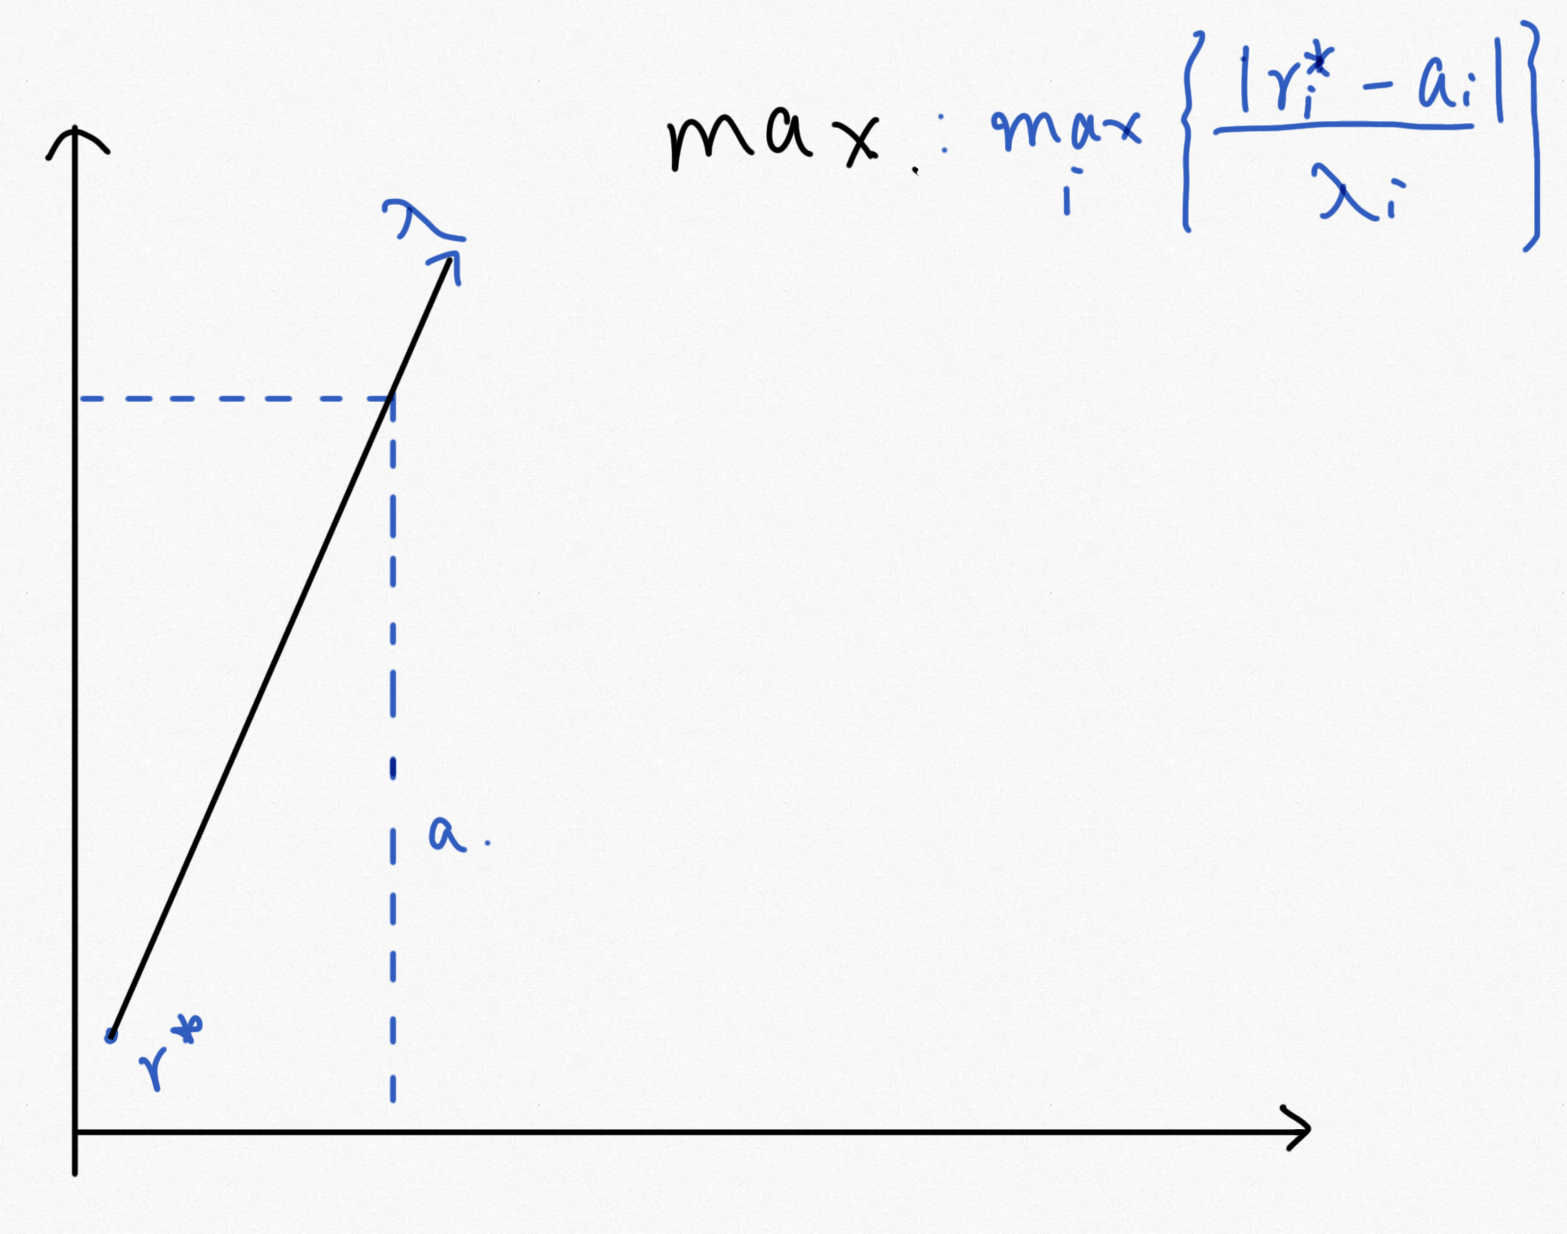 max. : max_i { |r_i^* - a_i| / λ_i }
λ
a.
r*